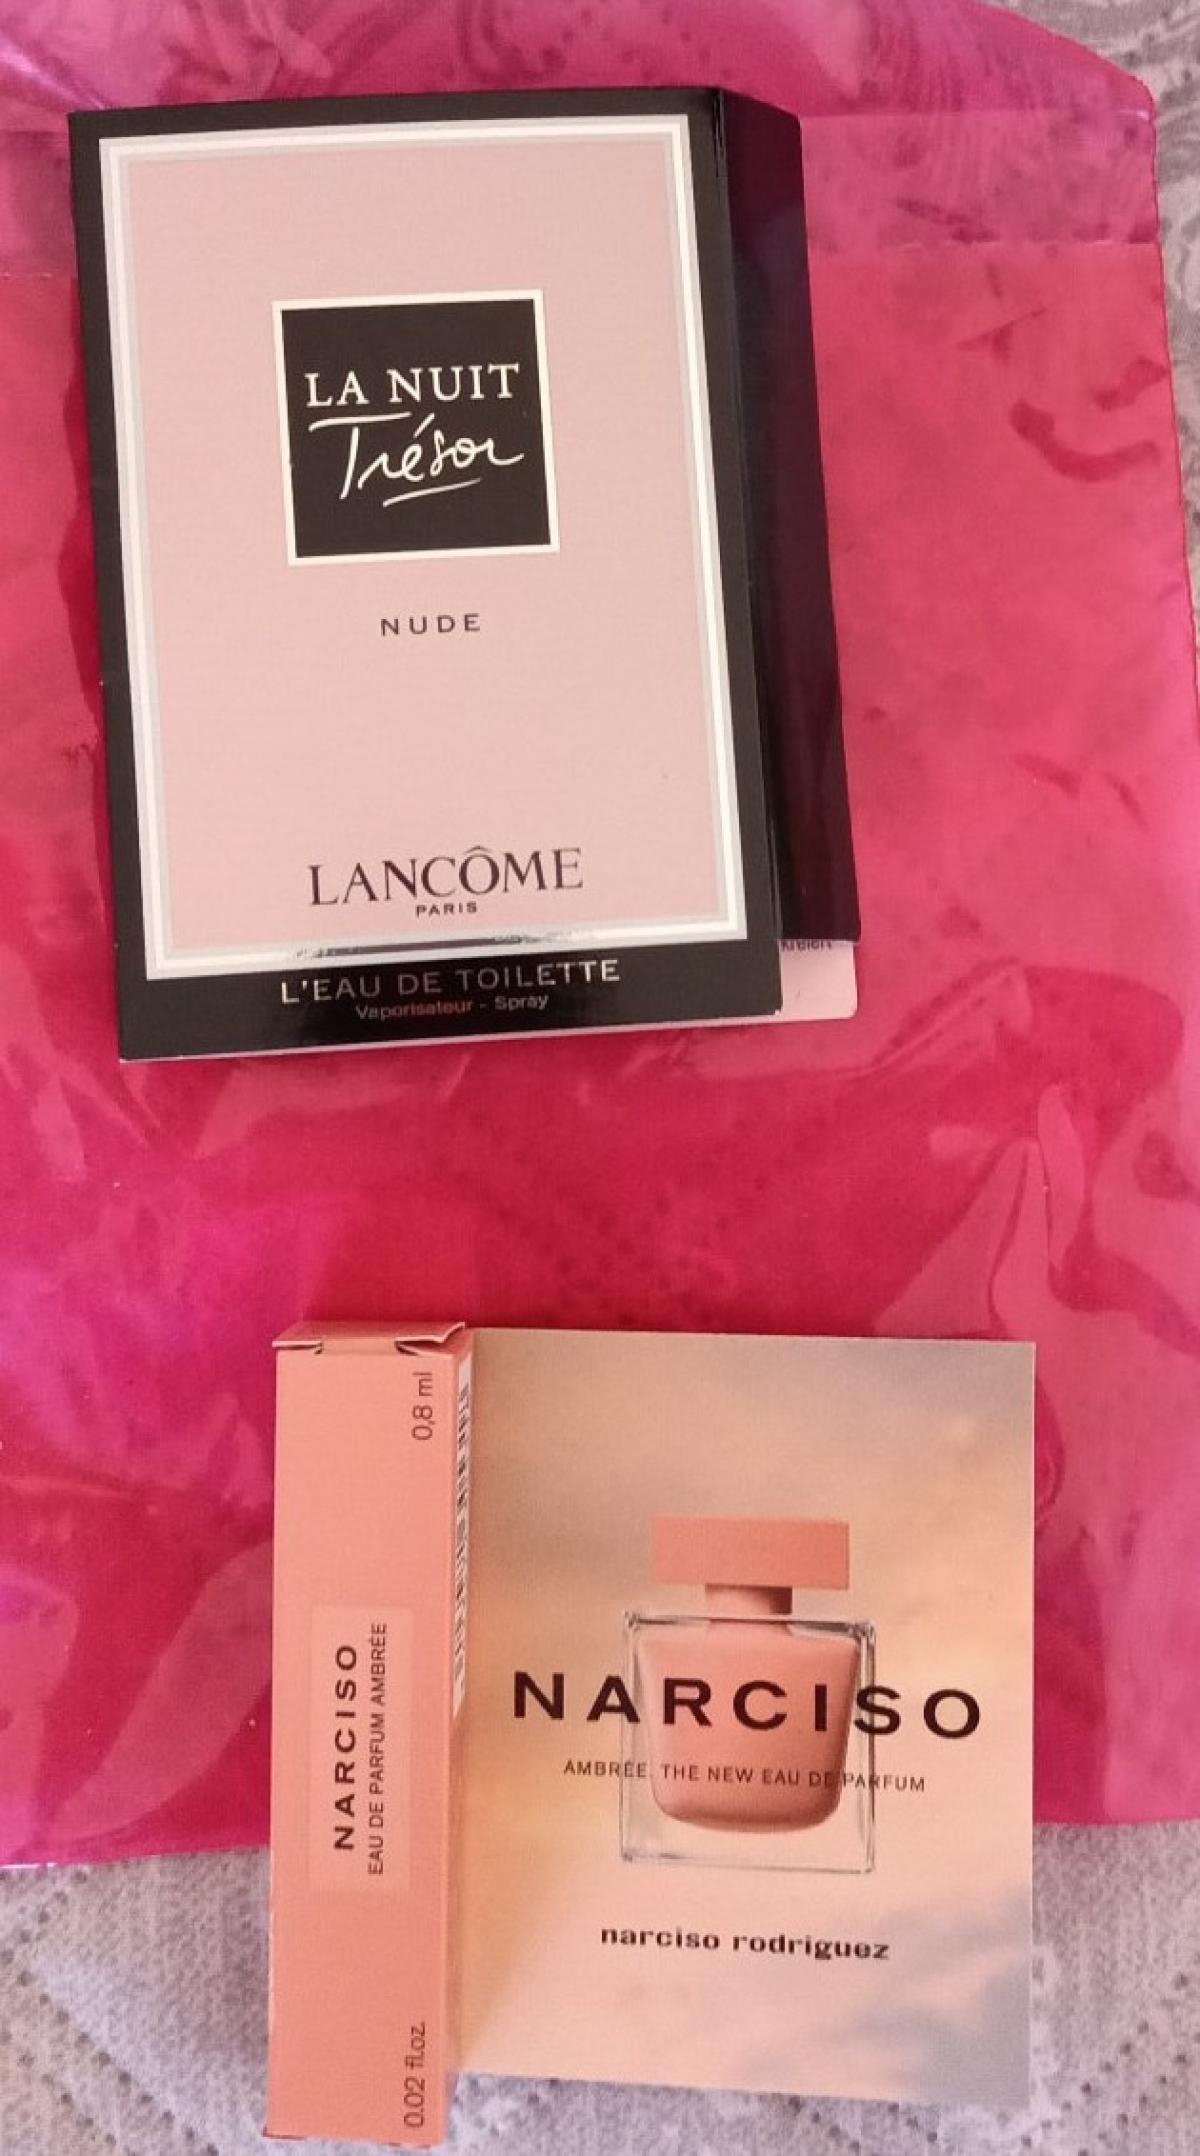 LA NUIT
Trésor
NUDE
LANCÔME
PARIS
L'EAU DE TOILETTE
Vaporisateur - Spray
0,8 ml
NARCISO
EAU DE PARFUM AMBRÉE
0.02 fl.oz.
NARCISO
AMBRÉE. THE NEW EAU DE PARFUM
narciso rodriguez